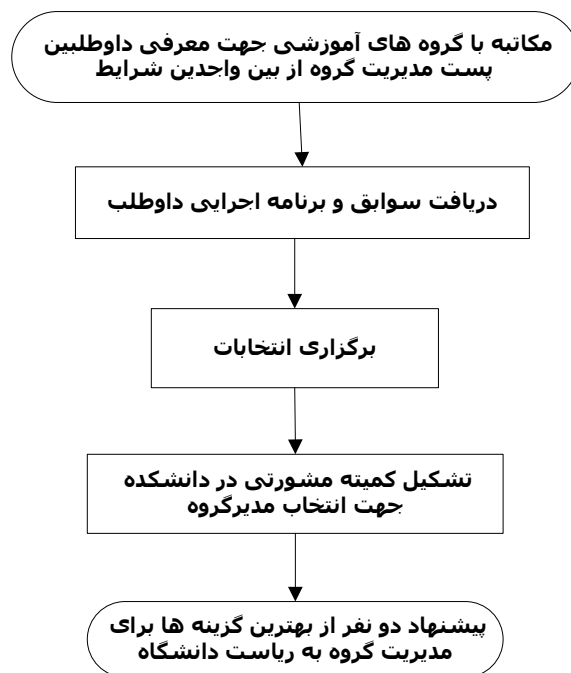 مکاتبه با گروه های آموزشی جهت معرفی داوطلبین
پست مدیریت گروه از بین واجدین شرایط
دریافت سوابق و برنامه اجرایی داوطلب
برگزاری انتخابات
تشکیل کمیته مشورتی در دانشکده
جهت انتخاب مدیرگروه
پیشنهاد دو نفر از بهترین گزینه ها برای
مدیریت گروه به ریاست دانشگاه